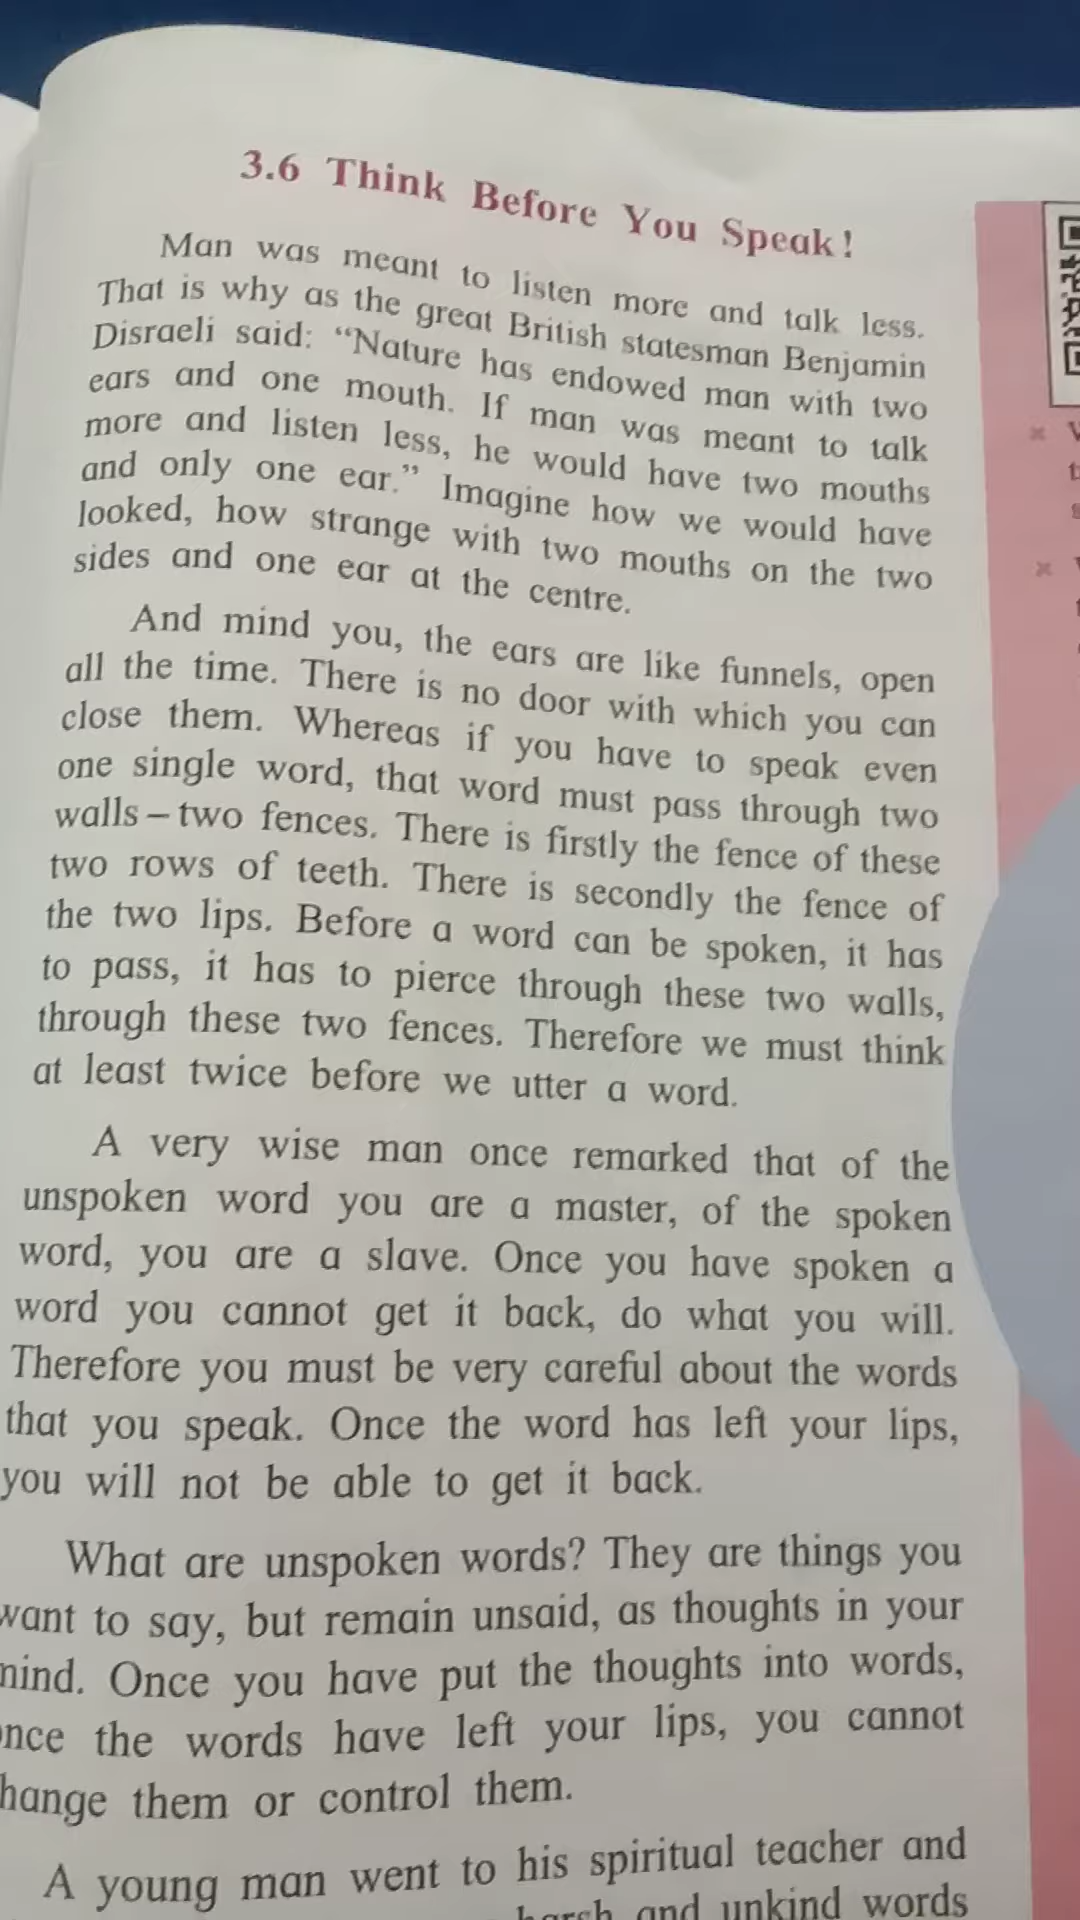 3.6 Think Before You Speak!
Man was meant to listen more and talk less.
That is why as the great British statesman Benjamin
Disraeli said: “Nature has endowed man with two
ears and one mouth. If man was meant to talk
more and listen less, he would have two mouths
and only one ear.” Imagine how we would have
looked, how strange with two mouths on the two
sides and one ear at the centre.
And mind you, the ears are like funnels, open
all the time. There is no door with which you can
close them. Whereas if you have to speak even
one single word, that word must pass through two
walls – two fences. There is firstly the fence of these
two rows of teeth. There is secondly the fence of
the two lips. Before a word can be spoken, it has
to pass, it has to pierce through these two walls,
through these two fences. Therefore we must think
at least twice before we utter a word.
A very wise man once remarked that of the
unspoken word you are a master, of the spoken
word, you are a slave. Once you have spoken a
word you cannot get it back, do what you will.
Therefore you must be very careful about the words
that you speak. Once the word has left your lips,
you will not be able to get it back.
What are unspoken words? They are things you
want to say, but remain unsaid, as thoughts in your
mind. Once you have put the thoughts into words,
once the words have left your lips, you cannot
hange them or control them.
A young man went to his spiritual teacher and
harsh and unkind words